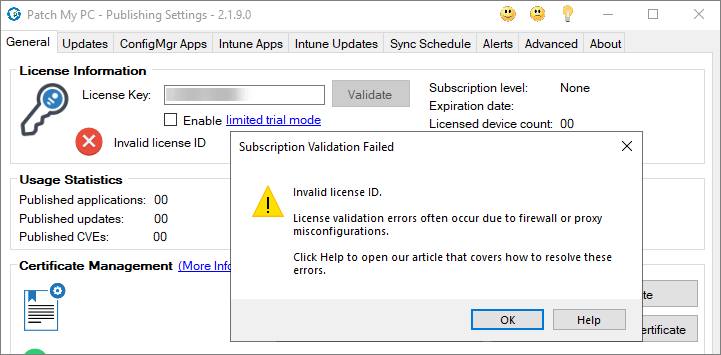 Patch My PC - Publishing Settings - 2.1.9.0
General Updates ConfigMgr Apps Intune Apps Intune Updates Sync Schedule Alerts Advanced About
License Information
License Key: Validate
Subscription level: None
Expiration date:
Enable limited trial mode
Licensed device count: 00
Invalid license ID
Subscription Validation Failed
Invalid license ID.
License validation errors often occur due to firewall or proxy
misconfigurations.
Click Help to open our article that covers how to resolve these
errors.
OK Help
Usage Statistics
Published applications: 00
Published updates: 00
Published CVEs: 00
Certificate Management (More Info